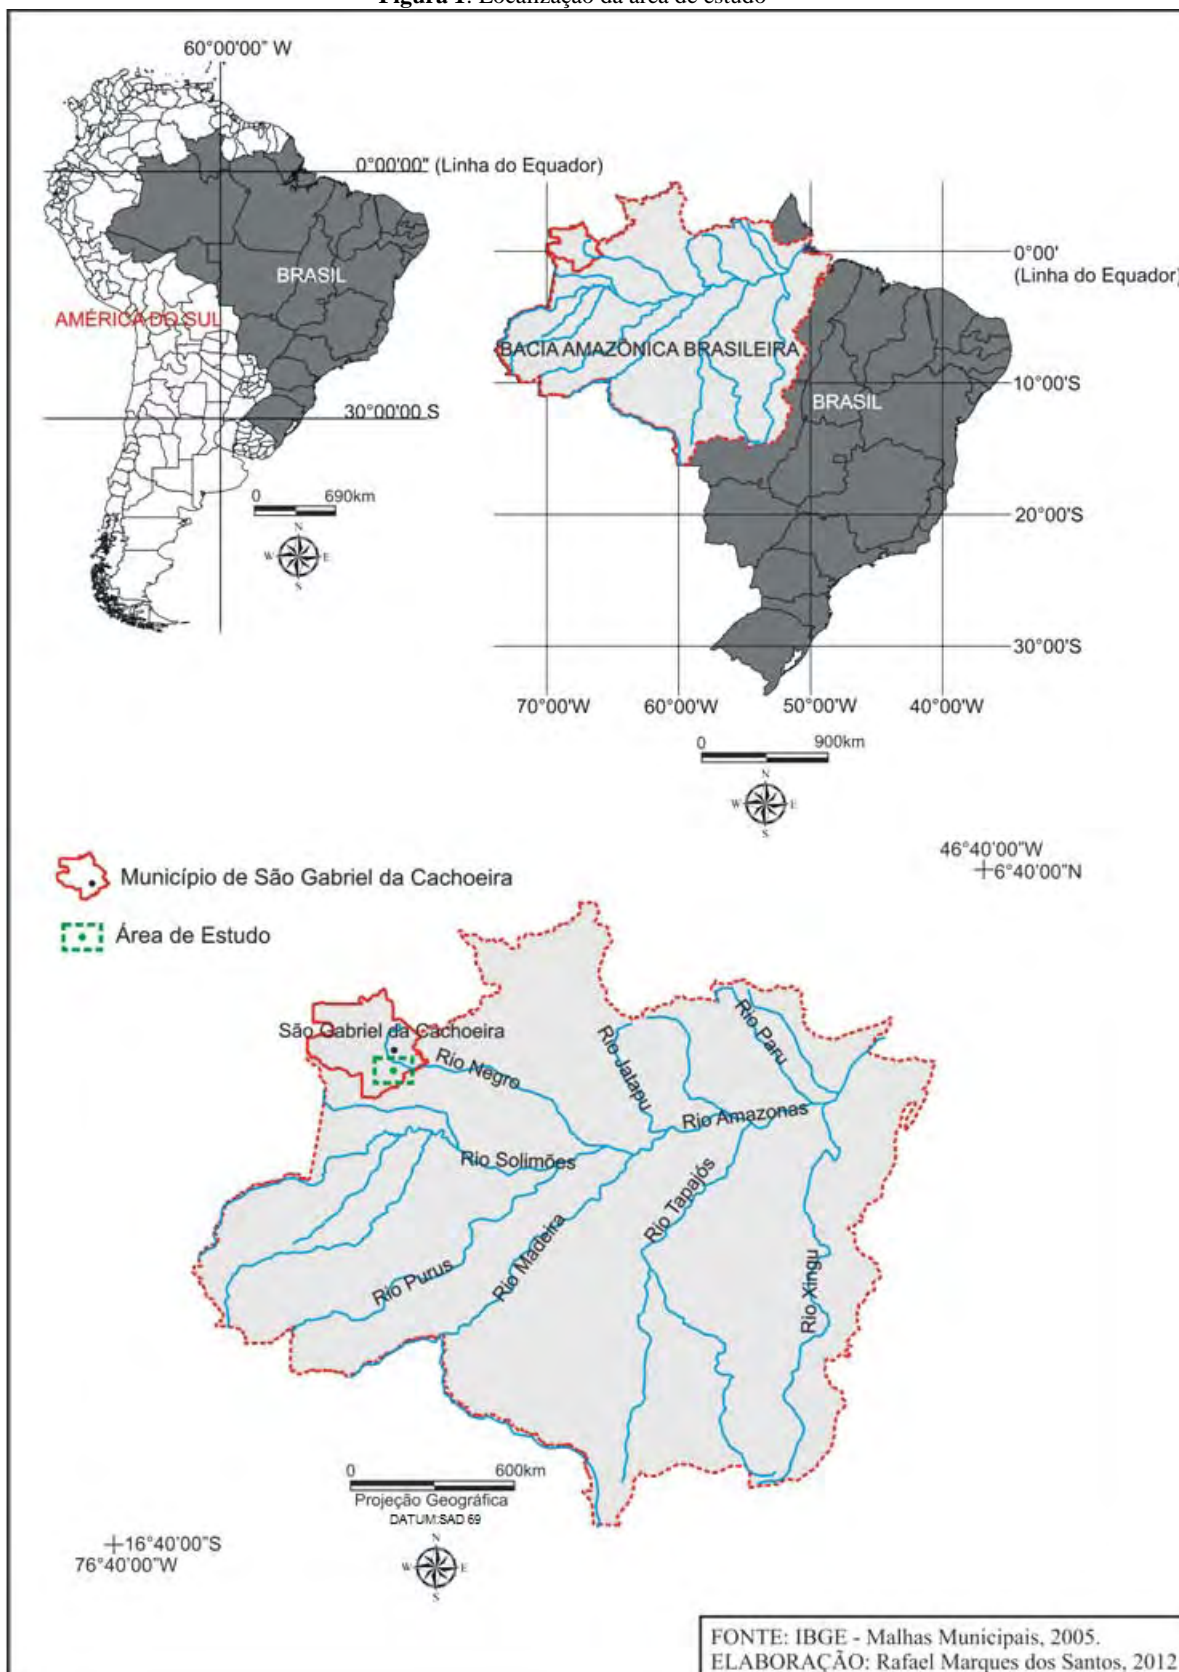 Figura 1. Localização da área de estudo
60°00'00" W
0°00'00" (Linha do Equador)
BRASIL
AMÉRICA DO SUL
30°00'00 S
0 690km
N
W E
S
0°00'
(Linha do Equador)
BACIA AMAZÔNICA BRASILEIRA
10°00'S
BRASIL
20°00'S
30°00'S
70°00'W 60°00'W 50°00'W 40°00'W
0 900km
N
W E
S
46°40'00"W
6°40'00"N
Município de São Gabriel da Cachoeira
Área de Estudo
São Gabriel da Cachoeira
Rio Negro
Rio Jatapu
Rio Paru
Rio Amazonas
Rio Solimões
Rio Tapajós
Rio Purus
Rio Madeira
Rio Xingu
0 600km
Projeção Geográfica
DATUM:SAD 69
16°40'00"S
76°40'00"W
N
W E
S
FONTE: IBGE - Malhas Municipais, 2005.
ELABORAÇÃO: Rafael Marques dos Santos, 2012